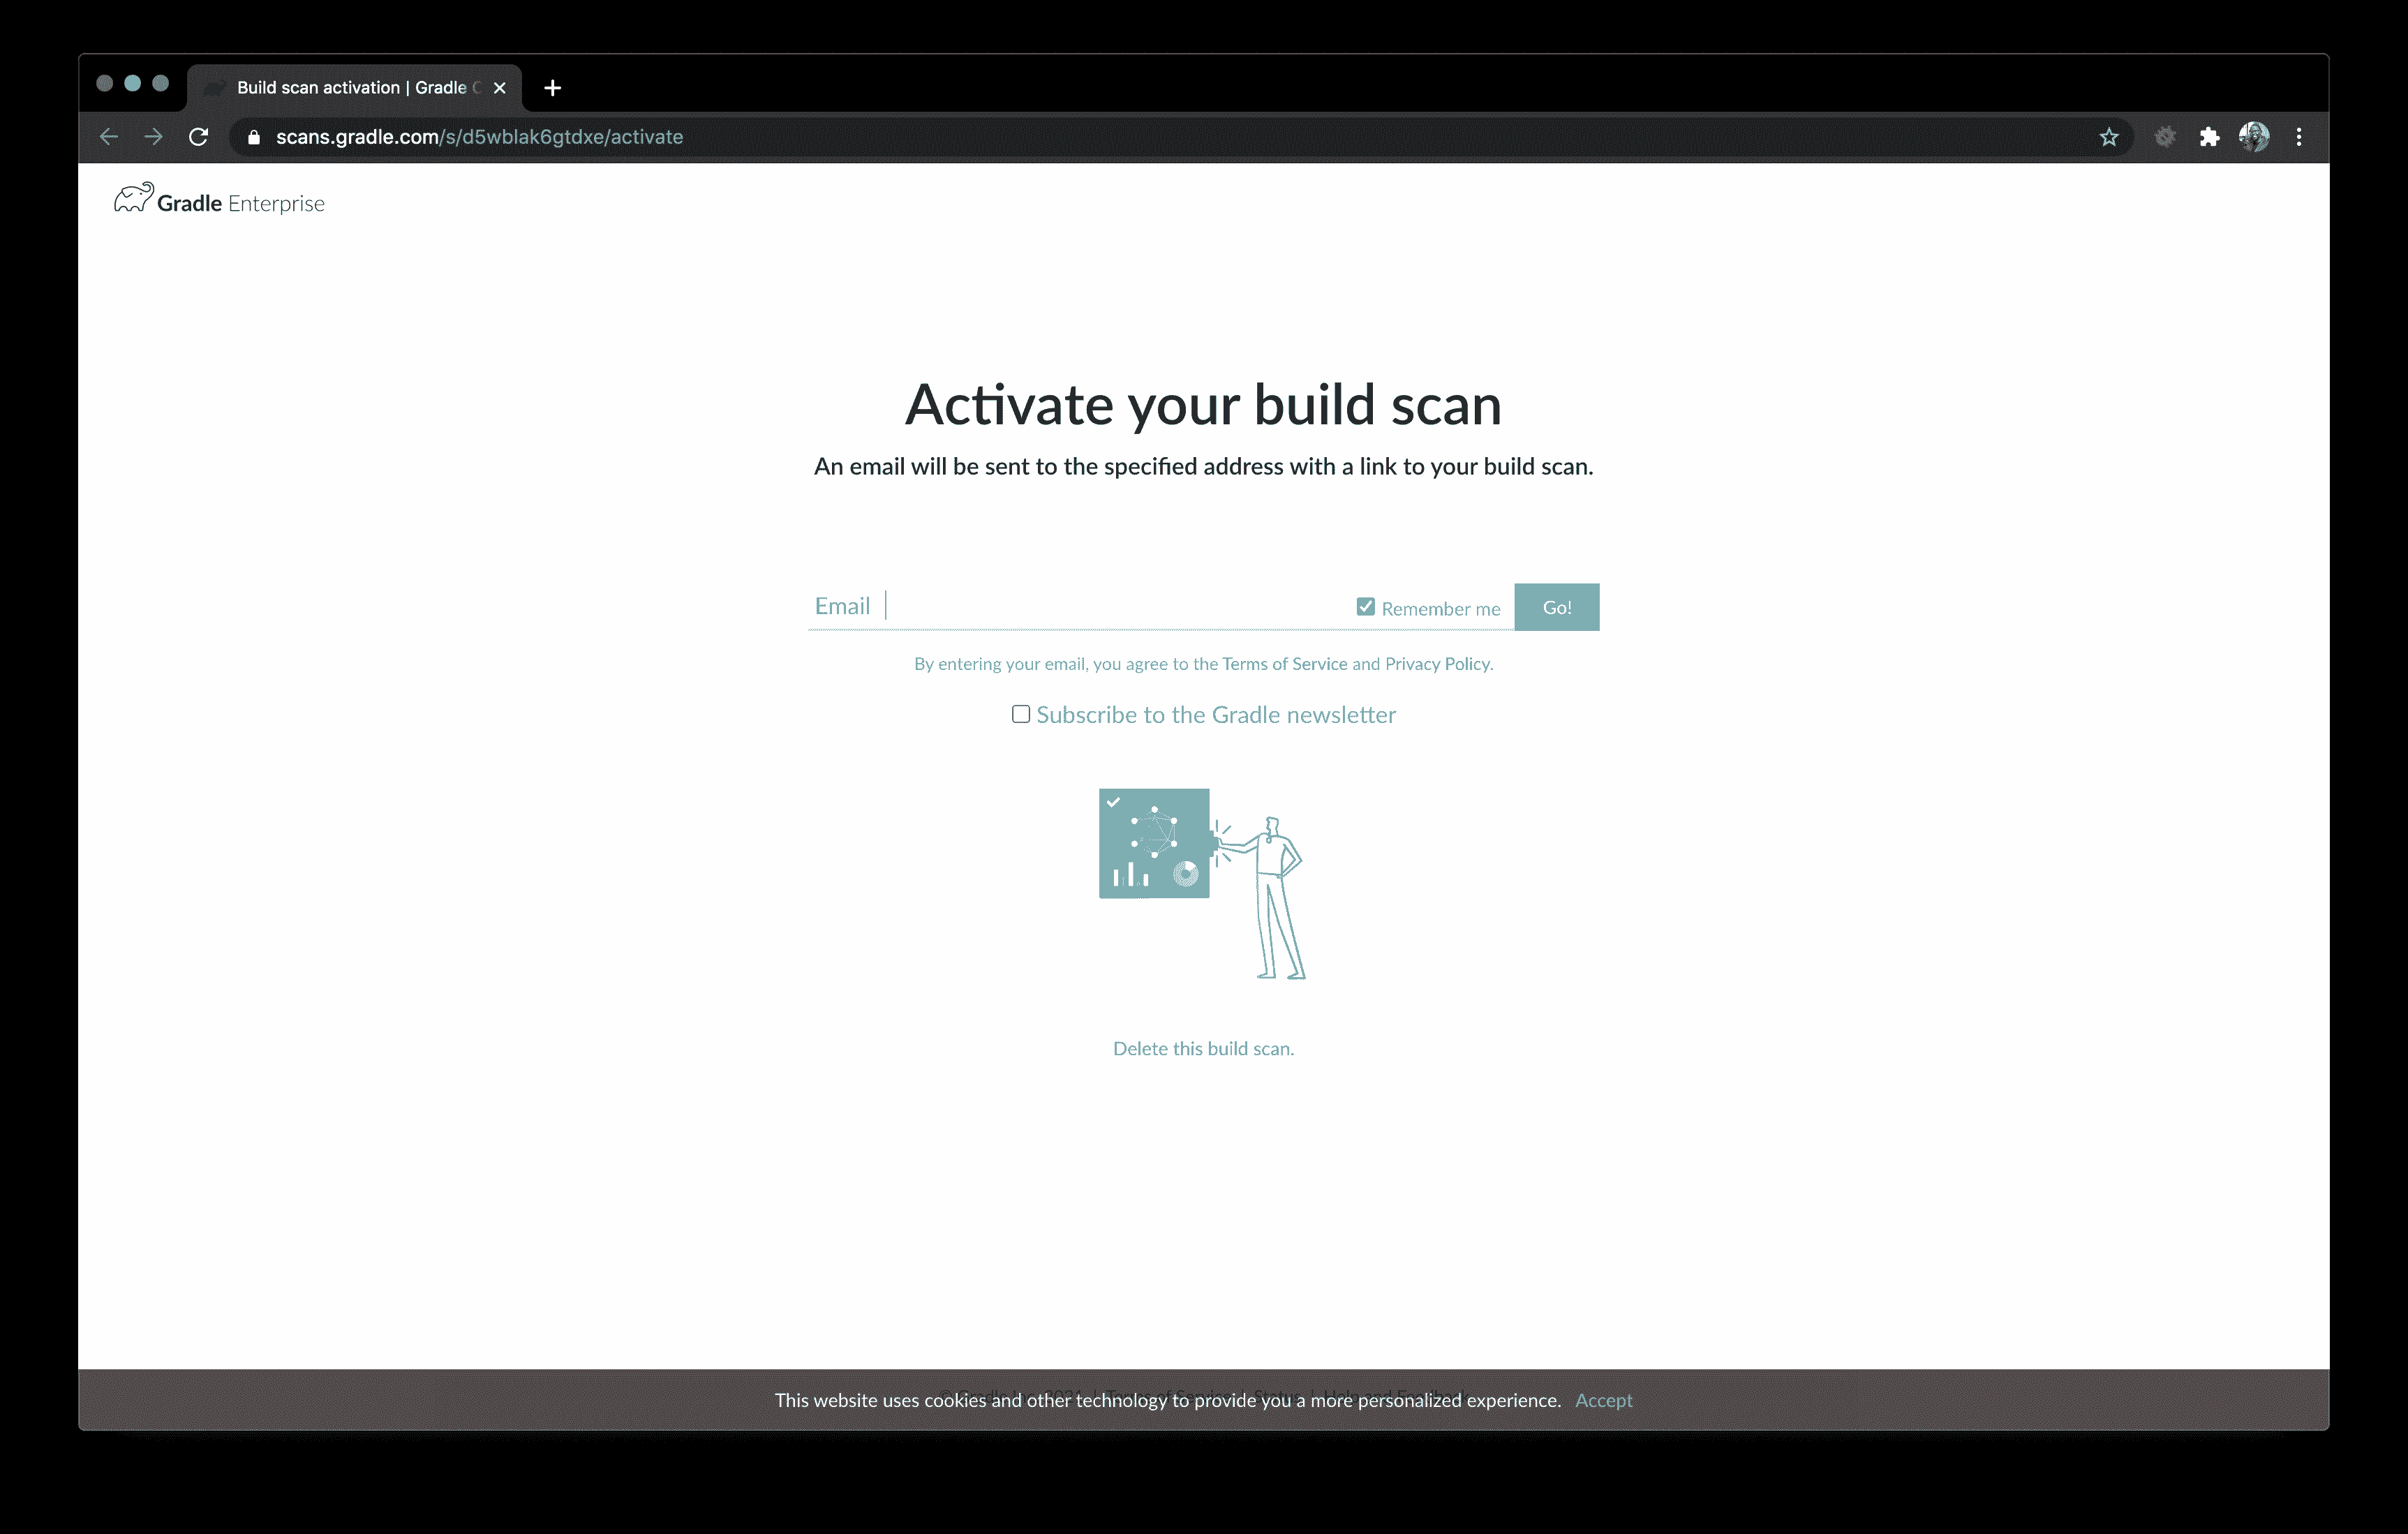 Build scan activation | Gradle
scans.gradle.com/s/d5wblak6gtdxe/activate
Gradle Enterprise
Activate your build scan
An email will be sent to the specified address with a link to your build scan.
Email
Remember me
Go!
By entering your email, you agree to the Terms of Service and Privacy Policy.
Subscribe to the Gradle newsletter
Delete this build scan.
This website uses cookies and other technology to provide you a more personalized experience. Accept